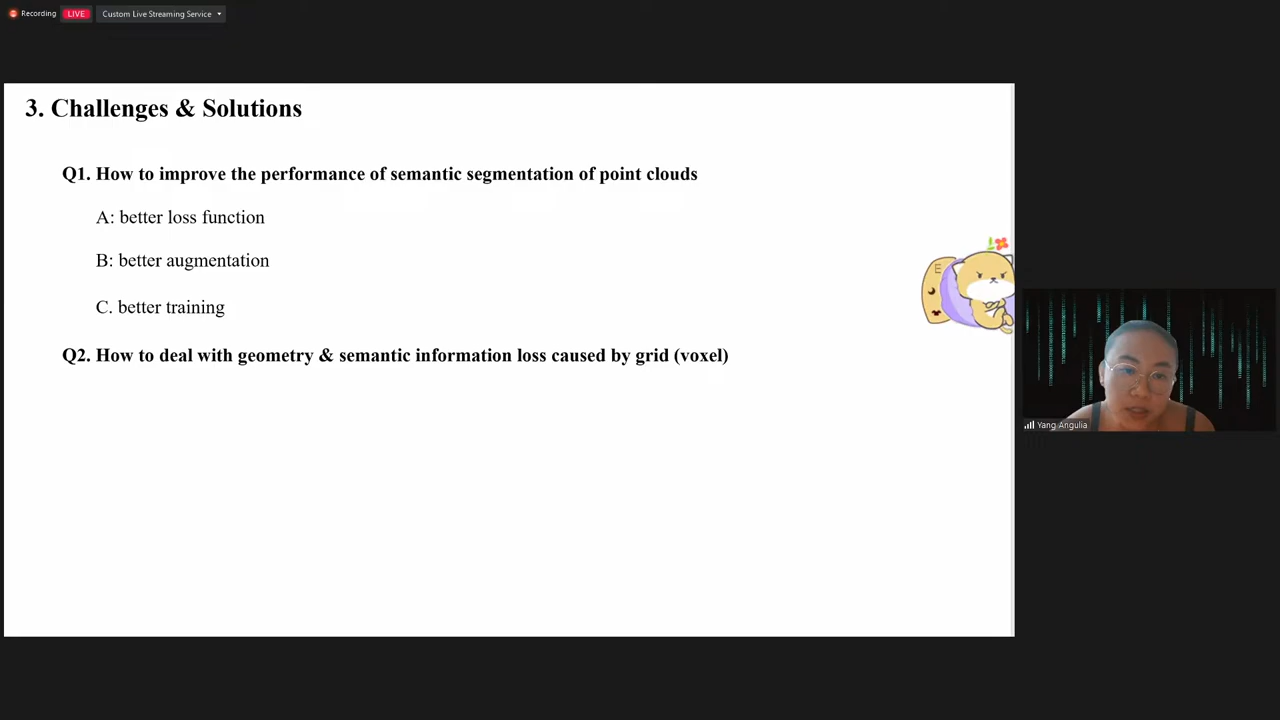 Recording
LIVE
Custom Live Streaming Service
3. Challenges & Solutions
Q1. How to improve the performance of semantic segmentation of point clouds
A: better loss function
B: better augmentation
C. better training
Q2. How to deal with geometry & semantic information loss caused by grid (voxel)
E
Yang Angulia